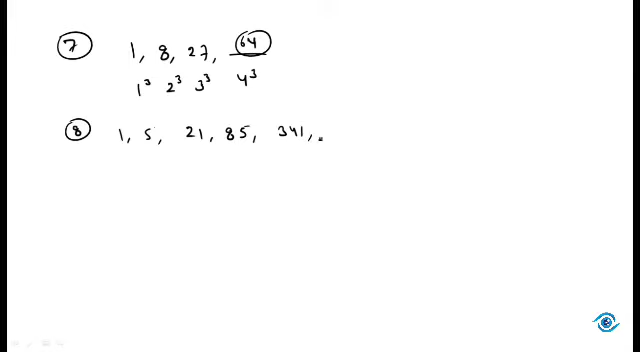 7 1, 8, 27, 64
1³ 2³ 3³ 4³
8 1, 5, 21, 85, 341,